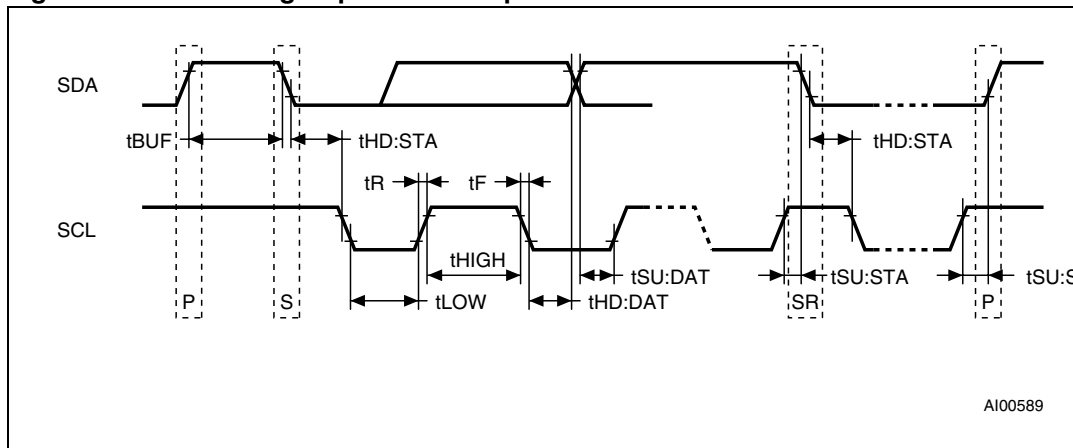 SDA
tBUF
tHD:STA
tHD:STA
tR
tF
SCL
tHIGH
tSU:DAT
tSU:STA
tSU:S
P
S
tLOW
tHD:DAT
SR
P
AI00589